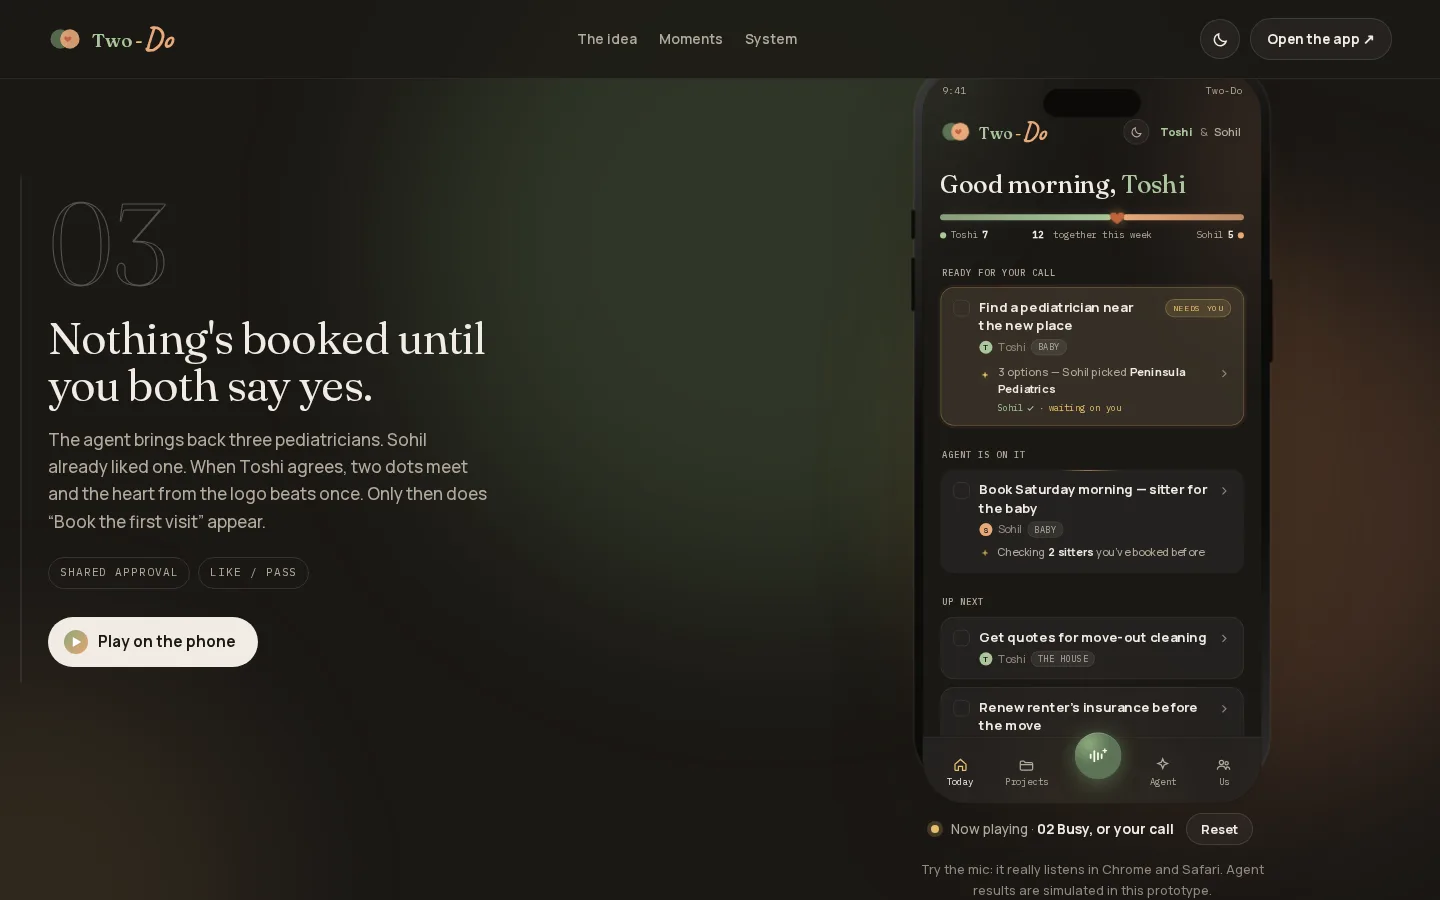 Two-Do
The idea Moments System
Open the app ↗
03
Nothing's booked until
you both say yes.
The agent brings back three pediatricians. Sohil
already liked one. When Toshi agrees, two dots meet
and the heart from the logo beats once. Only then does
“Book the first visit” appear.
SHARED APPROVAL LIKE / PASS
Play on the phone
9:41 Two-Do
Two-Do Toshi & Sohil
Good morning, Toshi
Toshi 7 12 together this week Sohil 5
READY FOR YOUR CALL
Find a pediatrician near
the new place
NEEDS YOU
T Toshi BABY
3 options — Sohil picked Peninsula
Pediatrics
Sohil ✓ · waiting on you
AGENT IS ON IT
Book Saturday morning — sitter for
the baby
S Sohil BABY
Checking 2 sitters you've booked before
UP NEXT
Get quotes for move-out cleaning
T Toshi THE HOUSE
Renew renter's insurance before
the move
Today Projects Agent Us
Now playing · 02 Busy, or your call Reset
Try the mic: it really listens in Chrome and Safari. Agent
results are simulated in this prototype.